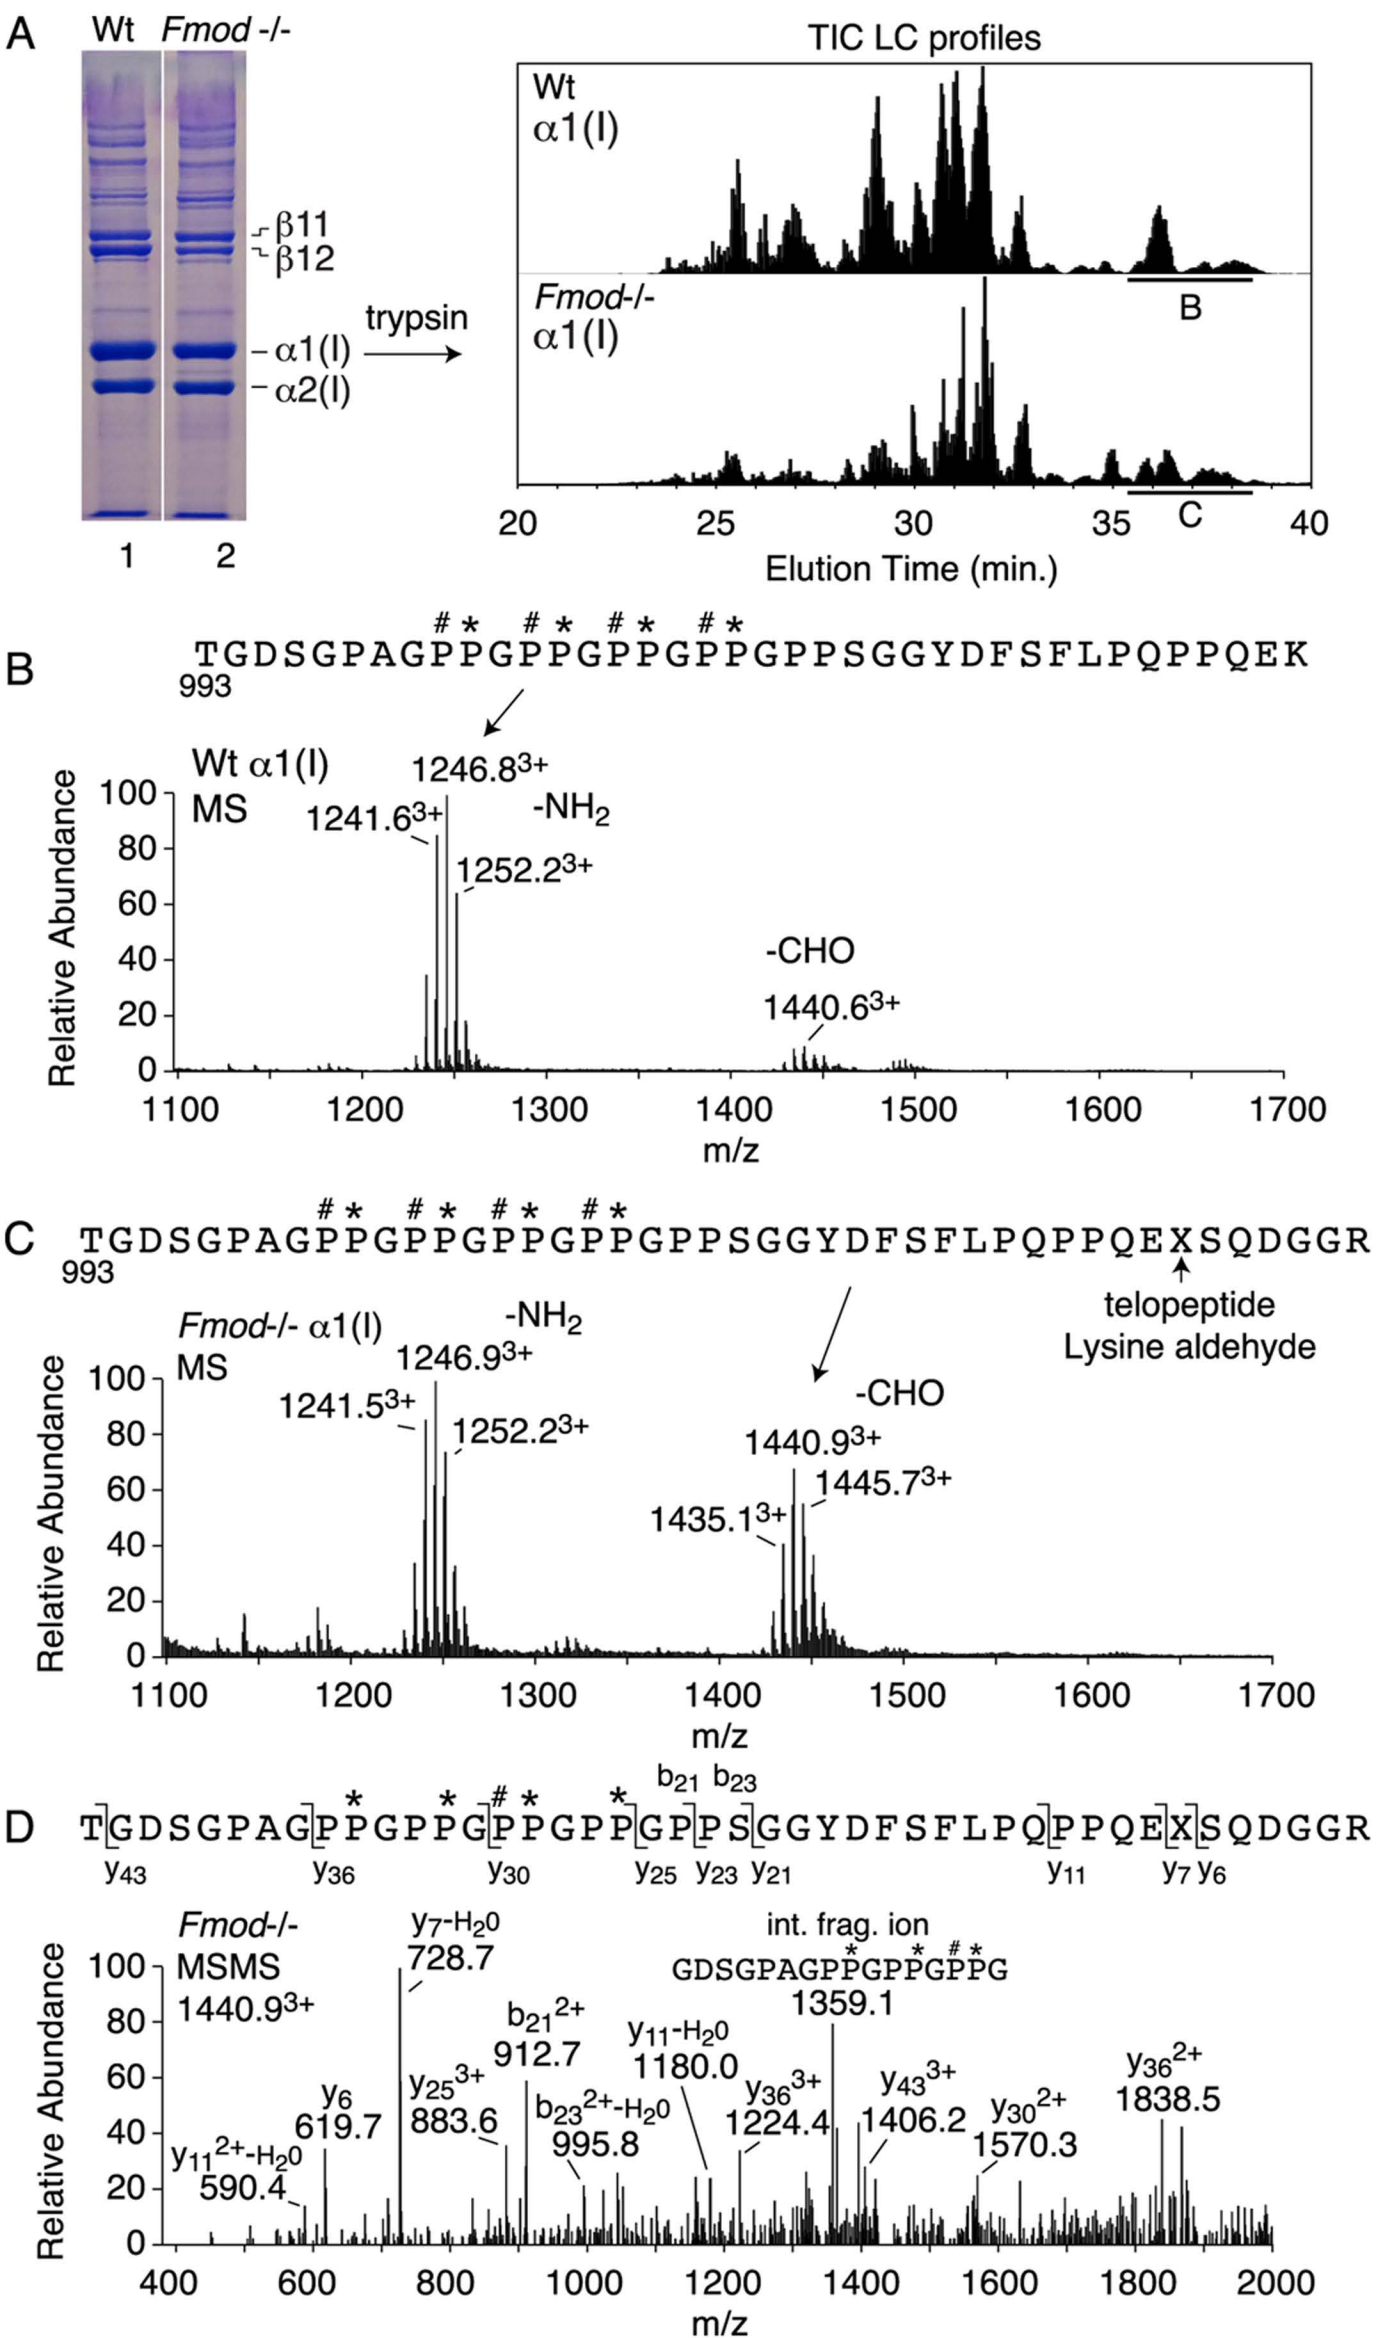 A
Wt Fmod -/-
β11
β12
α1(I)
α2(I)
1 2
trypsin
TIC LC profiles
Wt
α1(I)
B
Fmod-/-
α1(I)
C
20 25 30 35 40
Elution Time (min.)
B
# * # * # * # *
TGDSGPAGPPGPPGPPGPPGPPSGGYDFSFLPQPPQEK
993
Wt α1(I)
MS
1246.8³⁺
-NH₂
1241.6³⁺
1252.2³⁺
-CHO
1440.6³⁺
Relative Abundance
100
80
60
40
20
0
1100 1200 1300 1400 1500 1600 1700
m/z
C
# * # * # * # *
TGDSGPAGPPGPPGPPGPPGPPSGGYDFSFLPQPPQEXSQDGGR
993
telopeptide
Lysine aldehyde
Fmod-/- α1(I)
MS
-NH₂
1246.9³⁺
1241.5³⁺
1252.2³⁺
-CHO
1440.9³⁺
1445.7³⁺
1435.1³⁺
Relative Abundance
100
80
60
40
20
0
1100 1200 1300 1400 1500 1600 1700
m/z
D
b₂₁ b₂₃
* * # * *
TGDSGPAGPPGPPGPPGPPGPPSGGYDFSFLPQPPQEXSQDGGR
y₄₃ y₃₆ y₃₀ y₂₅ y₂₃ y₂₁ y₁₁ y₇ y₆
Fmod-/-
MSMS
1440.9³⁺
y₇-H₂0
728.7
int. frag. ion
* * # *
GDSGPAGPPGPPGPPG
1359.1
b₂₁²⁺
912.7
y₁₁-H₂0
1180.0
y₆
619.7
y₂₅³⁺
883.6
b₂₃²⁺-H₂0
995.8
y₃₆³⁺
1224.4
y₄₃³⁺
1406.2
y₃₀²⁺
1570.3
y₃₆²⁺
1838.5
y₁₁²⁺-H₂0
590.4
Relative Abundance
100
80
60
40
20
0
400 600 800 1000 1200 1400 1600 1800 2000
m/z